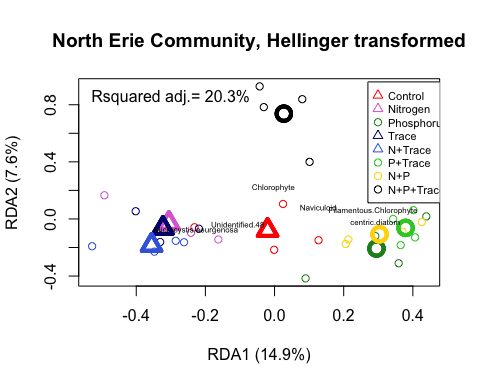 North Erie Community, Hellinger transformed
Rsquared adj.= 20.3%
Control
Nitrogen
Phosphoru
Trace
N+Trace
P+Trace
N+P
N+P+Trac
Chlorophyte
Naviculoid
Filamentous.Chlorophyte
centric.diatom
Unidentified.48
RDA2 (7.6%)
0.8
0.4
0.0
-0.4
-0.4
-0.2
0.0
0.2
0.4
RDA1 (14.9%)